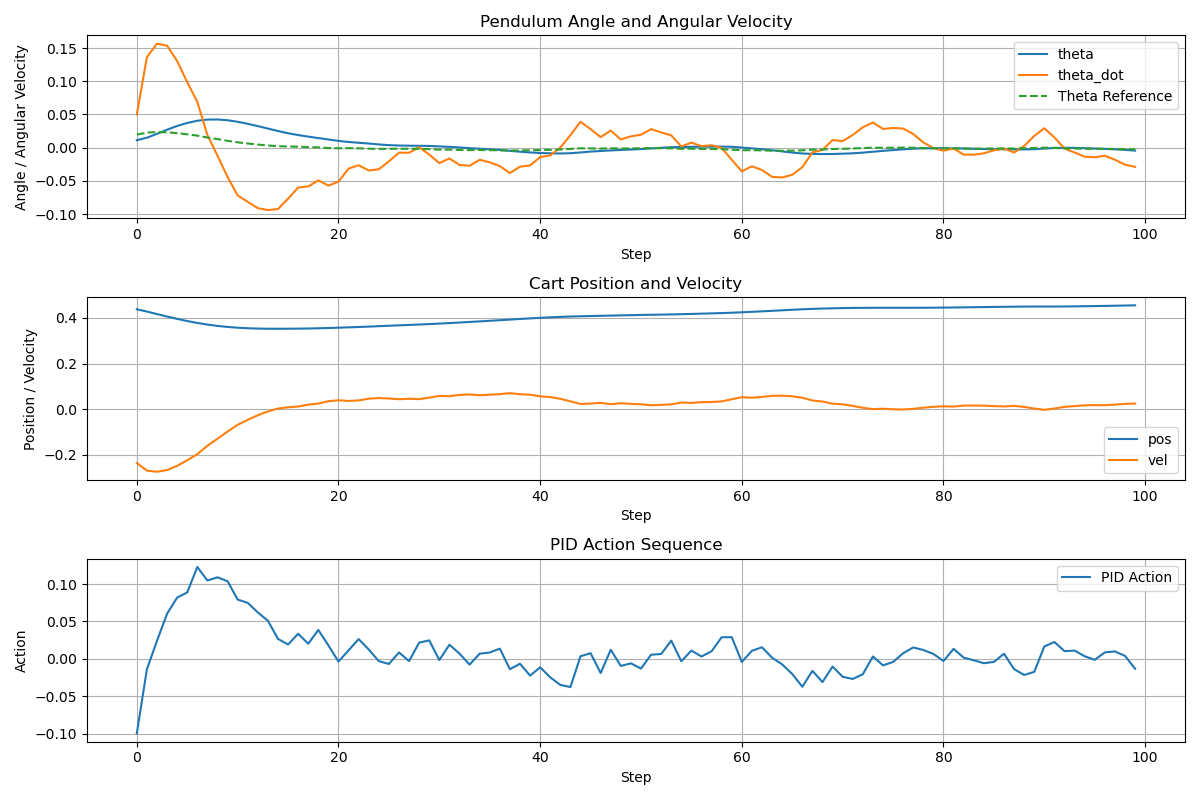 Pendulum Angle and Angular Velocity
Angle / Angular Velocity
0.15
0.10
0.05
0.00
−0.05
−0.10
theta
theta_dot
Theta Reference
0 20 40 60 80 100
Step
Cart Position and Velocity
Position / Velocity
0.4
0.2
0.0
−0.2
pos
vel
0 20 40 60 80 100
Step
PID Action Sequence
Action
0.10
0.05
0.00
−0.05
−0.10
PID Action
0 20 40 60 80 100
Step